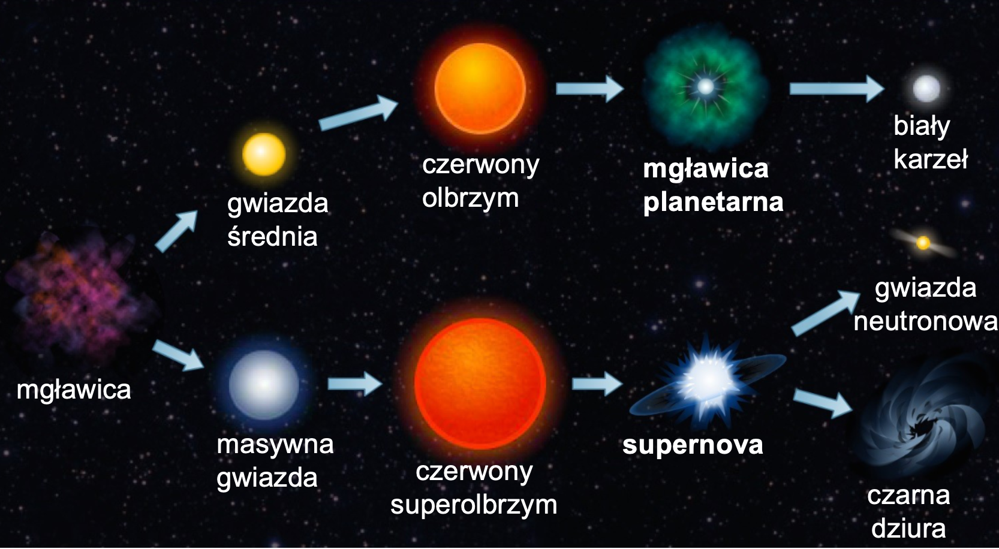 mgławica
gwiazda
średnia
czerwony
olbrzym
mgławica
planetarna
biały
karzeł
masywna
gwiazda
czerwony
superolbrzym
supernova
gwiazda
neutronowa
czarna
dziura